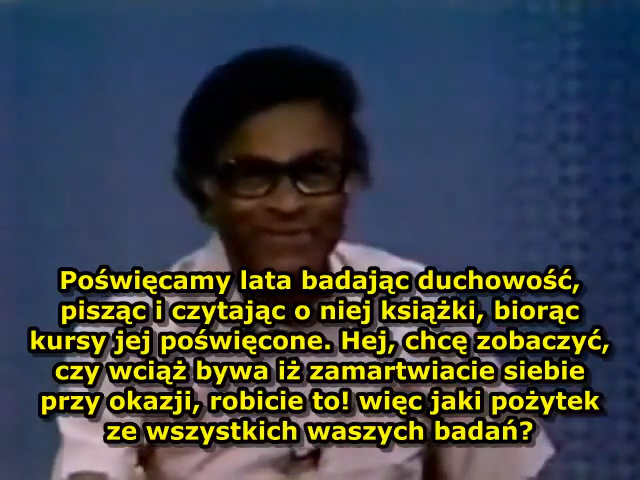 Poświęcamy lata badając duchowość,
pisząc i czytając o niej książki, biorąc
kursy jej poświęcone. Hej, chcę zobaczyć,
czy wciąż bywa iż zamartwiacie siebie
przy okazji, robicie to! więc jaki pożytek
ze wszystkich waszych badań?